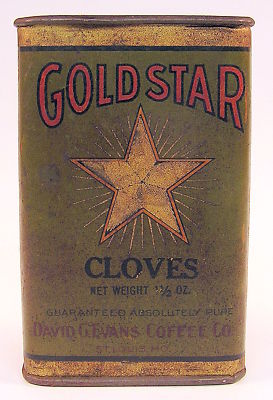 GOLD STAR
CLOVES
NET WEIGHT 1½ OZ.
GUARANTEED ABSOLUTELY PURE
DAVID G. EVANS COFFEE CO.
ST. LOUIS MO.